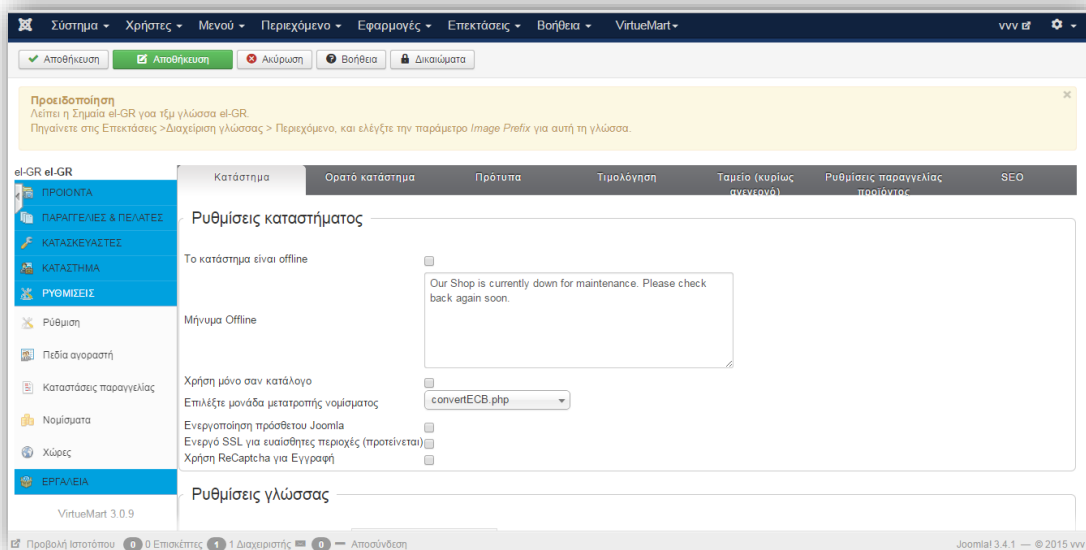 Σύστημα Χρήστες Μενού Περιεχόμενο Εφαρμογές Επεκτάσεις Βοήθεια VirtueMart vvv
Αποθήκευση Αποθήκευση Ακύρωση Βοήθεια Δικαιώματα
Προειδοποίηση
Λείπει η Σημαία el-GR γοα τξμ γλώσσα el-GR.
Πηγαίνετε στις Επεκτάσεις >Διαχείριση γλώσσας > Περιεχόμενο, και ελέγξτε την παράμετρο Image Prefix για αυτή τη γλώσσα.
el-GR el-GR
Κατάστημα Ορατό κατάστημα Πρότυπα Τιμολόγηση Ταμείο (κυρίως ανενεργό) Ρυθμίσεις παραγγελίας προϊόντος SEO
ΠΡΟΙΟΝΤΑ
ΠΑΡΑΓΓΕΛΙΕΣ & ΠΕΛΑΤΕΣ
ΚΑΤΑΣΚΕΥΑΣΤΕΣ
ΚΑΤΑΣΤΗΜΑ
ΡΥΘΜΙΣΕΙΣ
Ρύθμιση
Πεδία αγοραστή
Καταστάσεις παραγγελίας
Νομίσματα
Χώρες
ΕΡΓΑΛΕΙΑ
VirtueMart 3.0.9
Ρυθμίσεις καταστήματος
Το κατάστημα είναι offline
Our Shop is currently down for maintenance. Please check
back again soon.
Μήνυμα Offline
Χρήση μόνο σαν κατάλογο
Επιλέξτε μονάδα μετατροπής νομίσματος convertECB.php
Ενεργοποίηση πρόσθετου Joomla
Ενεργό SSL για ευαίσθητες περιοχές (προτείνεται)
Χρήση ReCaptcha για Εγγραφή
Ρυθμίσεις γλώσσας
Προβολή Ιστοτόπου 0 0 Επισκέπτες 1 1 Διαχειριστής 0 Αποσύνδεση Joomla! 3.4.1 — © 2015 vvv